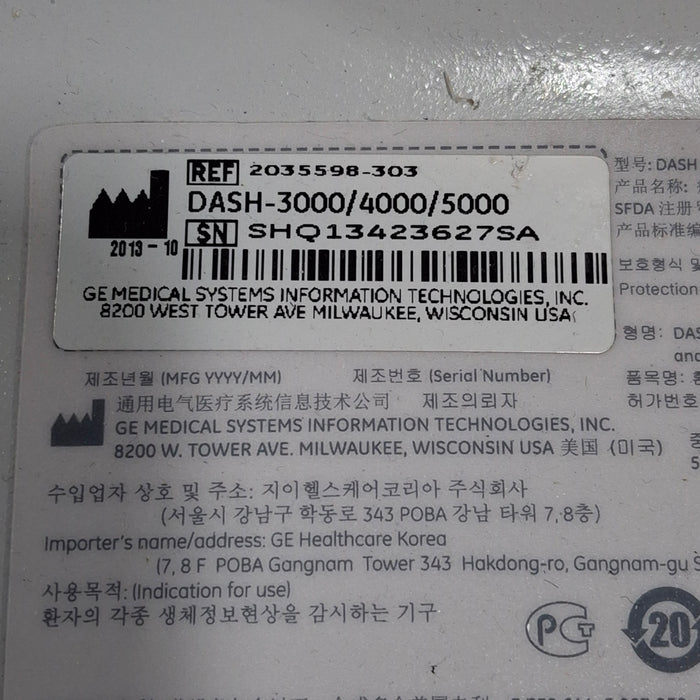 REF 2035598-303
DASH-3000/4000/5000
SN SHQ13423627SA
2013-10
GE MEDICAL SYSTEMS INFORMATION TECHNOLOGIES, INC.
8200 WEST TOWER AVE MILWAUKEE, WISCONSIN USA
型号: DASH
产品名称:
SFDA 注册
产品标准编
보호형식 및
Protection
형명: DAS
and
품목명:
허가번호
제조년월 (MFG YYYY/MM) 제조번호 (Serial Number)
通用电气医疗系统信息技术公司 제조의뢰자
GE MEDICAL SYSTEMS INFORMATION TECHNOLOGIES, INC.
8200 W. TOWER AVE. MILWAUKEE, WISCONSIN USA 美国 (미국)
수입업자 상호 및 주소: 지이헬스케어코리아 주식회사
(서울시 강남구 학동로 343 POBA 강남 타워 7,8층)
Importer's name/address: GE Healthcare Korea
(7, 8 F POBA Gangnam Tower 343 Hakdong-ro, Gangnam-gu S
사용목적: (Indication for use)
환자의 각종 생체정보현상을 감시하는 기구
20